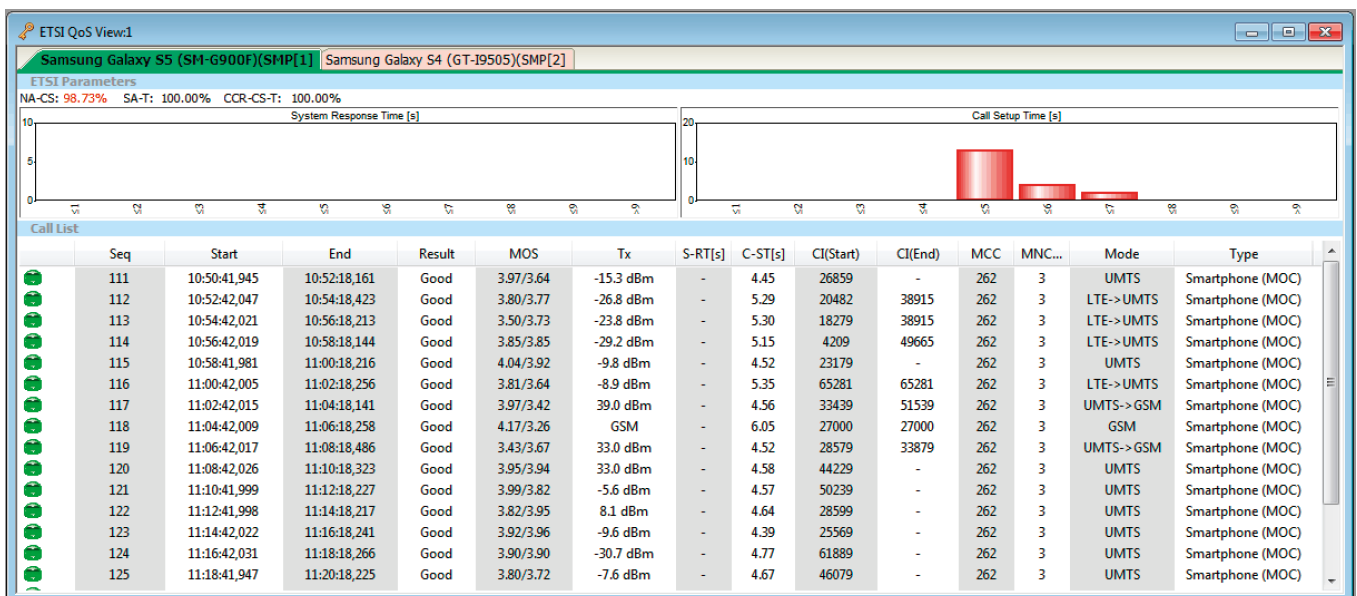 ETSI QoS View:1
Samsung Galaxy S5 (SM-G900F)(SMP[1] Samsung Galaxy S4 (GT-I9505)(SMP[2]
ETSI Parameters
NA-CS: 98.73% SA-T: 100.00% CCR-CS-T: 100.00%
System Response Time [s]
10
5
0
≤1 ≤2 ≤3 ≤4 ≤5 ≤6 ≤7 ≤8 ≤9 >9
Call Setup Time [s]
20
10
0
≤1 ≤2 ≤3 ≤4 ≤5 ≤6 ≤7 ≤8 ≤9 >9
Call List
Seq Start End Result MOS Tx S-RT[s] C-ST[s] CI(Start) CI(End) MCC MNC... Mode Type
111 10:50:41,945 10:52:18,161 Good 3.97/3.64 -15.3 dBm - 4.45 26859 - 262 3 UMTS Smartphone (MOC)
112 10:52:42,047 10:54:18,423 Good 3.80/3.77 -26.8 dBm - 5.29 20482 38915 262 3 LTE->UMTS Smartphone (MOC)
113 10:54:42,021 10:56:18,213 Good 3.50/3.73 -23.8 dBm - 5.30 18279 38915 262 3 LTE->UMTS Smartphone (MOC)
114 10:56:42,019 10:58:18,144 Good 3.85/3.85 -29.2 dBm - 5.15 4209 49665 262 3 LTE->UMTS Smartphone (MOC)
115 10:58:41,981 11:00:18,216 Good 4.04/3.92 -9.8 dBm - 4.52 23179 - 262 3 UMTS Smartphone (MOC)
116 11:00:42,005 11:02:18,256 Good 3.81/3.64 -8.9 dBm - 5.35 65281 65281 262 3 LTE->UMTS Smartphone (MOC)
117 11:02:42,015 11:04:18,141 Good 3.97/3.42 39.0 dBm - 4.56 33439 51539 262 3 UMTS->GSM Smartphone (MOC)
118 11:04:42,009 11:06:18,258 Good 4.17/3.26 GSM - 6.05 27000 27000 262 3 GSM Smartphone (MOC)
119 11:06:42,017 11:08:18,486 Good 3.43/3.67 33.0 dBm - 4.52 28579 33879 262 3 UMTS->GSM Smartphone (MOC)
120 11:08:42,026 11:10:18,323 Good 3.95/3.94 33.0 dBm - 4.58 44229 - 262 3 UMTS Smartphone (MOC)
121 11:10:41,999 11:12:18,227 Good 3.99/3.82 -5.6 dBm - 4.57 50239 - 262 3 UMTS Smartphone (MOC)
122 11:12:41,998 11:14:18,217 Good 3.82/3.95 8.1 dBm - 4.64 28599 - 262 3 UMTS Smartphone (MOC)
123 11:14:42,022 11:16:18,241 Good 3.92/3.96 -9.6 dBm - 4.39 25569 - 262 3 UMTS Smartphone (MOC)
124 11:16:42,031 11:18:18,266 Good 3.90/3.90 -30.7 dBm - 4.77 61889 - 262 3 UMTS Smartphone (MOC)
125 11:18:41,947 11:20:18,225 Good 3.80/3.72 -7.6 dBm - 4.67 46079 - 262 3 UMTS Smartphone (MOC)